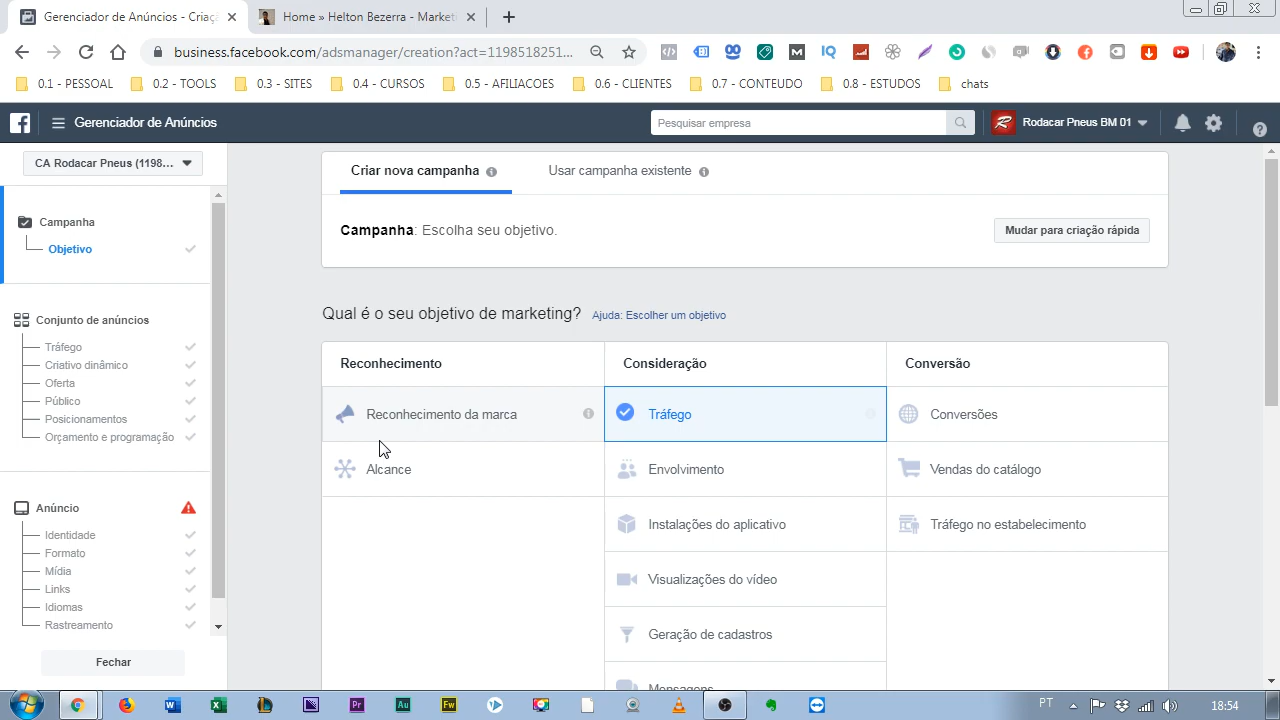 Gerenciador de Anúncios - Criaçã
Home » Helton Bezerra - Market
business.facebook.com/adsmanager/creation?act=1198518251...
0.1 - PESSOAL
0.2 - TOOLS
0.3 - SITES
0.4 - CURSOS
0.5 - AFILIACOES
0.6 - CLIENTES
0.7 - CONTEUDO
0.8 - ESTUDOS
chats
Gerenciador de Anúncios
Pesquisar empresa
Rodacar Pneus BM 01
CA Rodacar Pneus (1198...
Campanha
Objetivo
Conjunto de anúncios
Tráfego
Criativo dinâmico
Oferta
Público
Posicionamentos
Orçamento e programação
Anúncio
Identidade
Formato
Mídia
Links
Idiomas
Rastreamento
Fechar
Criar nova campanha
Usar campanha existente
Campanha: Escolha seu objetivo.
Mudar para criação rápida
Qual é o seu objetivo de marketing?
Ajuda: Escolher um objetivo
Reconhecimento
Consideração
Conversão
Reconhecimento da marca
Tráfego
Conversões
Alcance
Envolvimento
Vendas do catálogo
Instalações do aplicativo
Tráfego no estabelecimento
Visualizações do vídeo
Geração de cadastros
Mensagens
PT
18:54